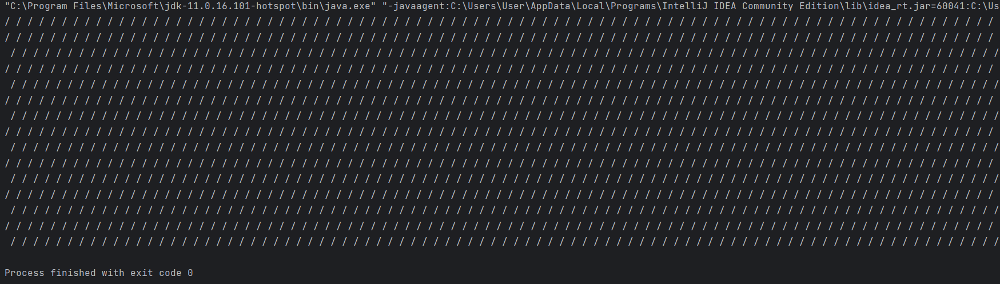 "C:\Program Files\Microsoft\jdk-11.0.16.101-hotspot\bin\java.exe" "-javaagent:C:\Users\User\AppData\Local\Programs\IntelliJ IDEA Community Edition\lib\idea_rt.jar=60041:C:\Us
/ / / / / / / / / / / / / / / / / / / / / / / / / / / / / / / / / / / / / / / / / / / / / / / / / / / / / / / / / / / / / / / / / / / / / / / / / / / / / / / / / / / / / / /
/ / / / / / / / / / / / / / / / / / / / / / / / / / / / / / / / / / / / / / / / / / / / / / / / / / / / / / / / / / / / / / / / / / / / / / / / / / / / / / / / / / / / / / /
 / / / / / / / / / / / / / / / / / / / / / / / / / / / / / / / / / / / / / / / / / / / / / / / / / / / / / / / / / / / / / / / / / / / / / / / / / / / / / / / / / / / / / / /
/ / / / / / / / / / / / / / / / / / / / / / / / / / / / / / / / / / / / / / / / / / / / / / / / / / / / / / / / / / / / / / / / / / / / / / / / / / / / / / / / / / / / / / /
 / / / / / / / / / / / / / / / / / / / / / / / / / / / / / / / / / / / / / / / / / / / / / / / / / / / / / / / / / / / / / / / / / / / / / / / / / / / / / / / / / / / / / / /
/ / / / / / / / / / / / / / / / / / / / / / / / / / / / / / / / / / / / / / / / / / / / / / / / / / / / / / / / / / / / / / / / / / / / / / / / / / / / / / / / / / / / / / /
 / / / / / / / / / / / / / / / / / / / / / / / / / / / / / / / / / / / / / / / / / / / / / / / / / / / / / / / / / / / / / / / / / / / / / / / / / / / / / / / / / / / / / / /
/ / / / / / / / / / / / / / / / / / / / / / / / / / / / / / / / / / / / / / / / / / / / / / / / / / / / / / / / / / / / / / / / / / / / / / / / / / / / / / / / / / / / / / /
 / / / / / / / / / / / / / / / / / / / / / / / / / / / / / / / / / / / / / / / / / / / / / / / / / / / / / / / / / / / / / / / / / / / / / / / / / / / / / / / / / / / / / / /
/ / / / / / / / / / / / / / / / / / / / / / / / / / / / / / / / / / / / / / / / / / / / / / / / / / / / / / / / / / / / / / / / / / / / / / / / / / / / / / / / / / / / / / /
 / / / / / / / / / / / / / / / / / / / / / / / / / / / / / / / / / / / / / / / / / / / / / / / / / / / / / / / / / / / / / / / / / / / / / / / / / / / / / / / / / / / / / / /
/ / / / / / / / / / / / / / / / / / / / / / / / / / / / / / / / / / / / / / / / / / / / / / / / / / / / / / / / / / / / / / / / / / / / / / / / / / / / / / / / / / / / / / /
 / / / / / / / / / / / / / / / / / / / / / / / / / / / / / / / / / / / / / / / / / / / / / / / / / / / / / / / / / / / / / / / / / / / / / / / / / / / / / / / / / / / / / / /
/ / / / / / / / / / / / / / / / / / / / / / / / / / / / / / / / / / / / / / / / / / / / / / / / / / / / / / / / / / / / / / / / / / / / / / / / / / / / / / / / / / / / / / /
 / / / / / / / / / / / / / / / / / / / / / / / / / / / / / / / / / / / / / / / / / / / / / / / / / / / / / / / / / / / / / / / / / / / / / / / / / / / / / / / / / / / / / / /
Process finished with exit code 0